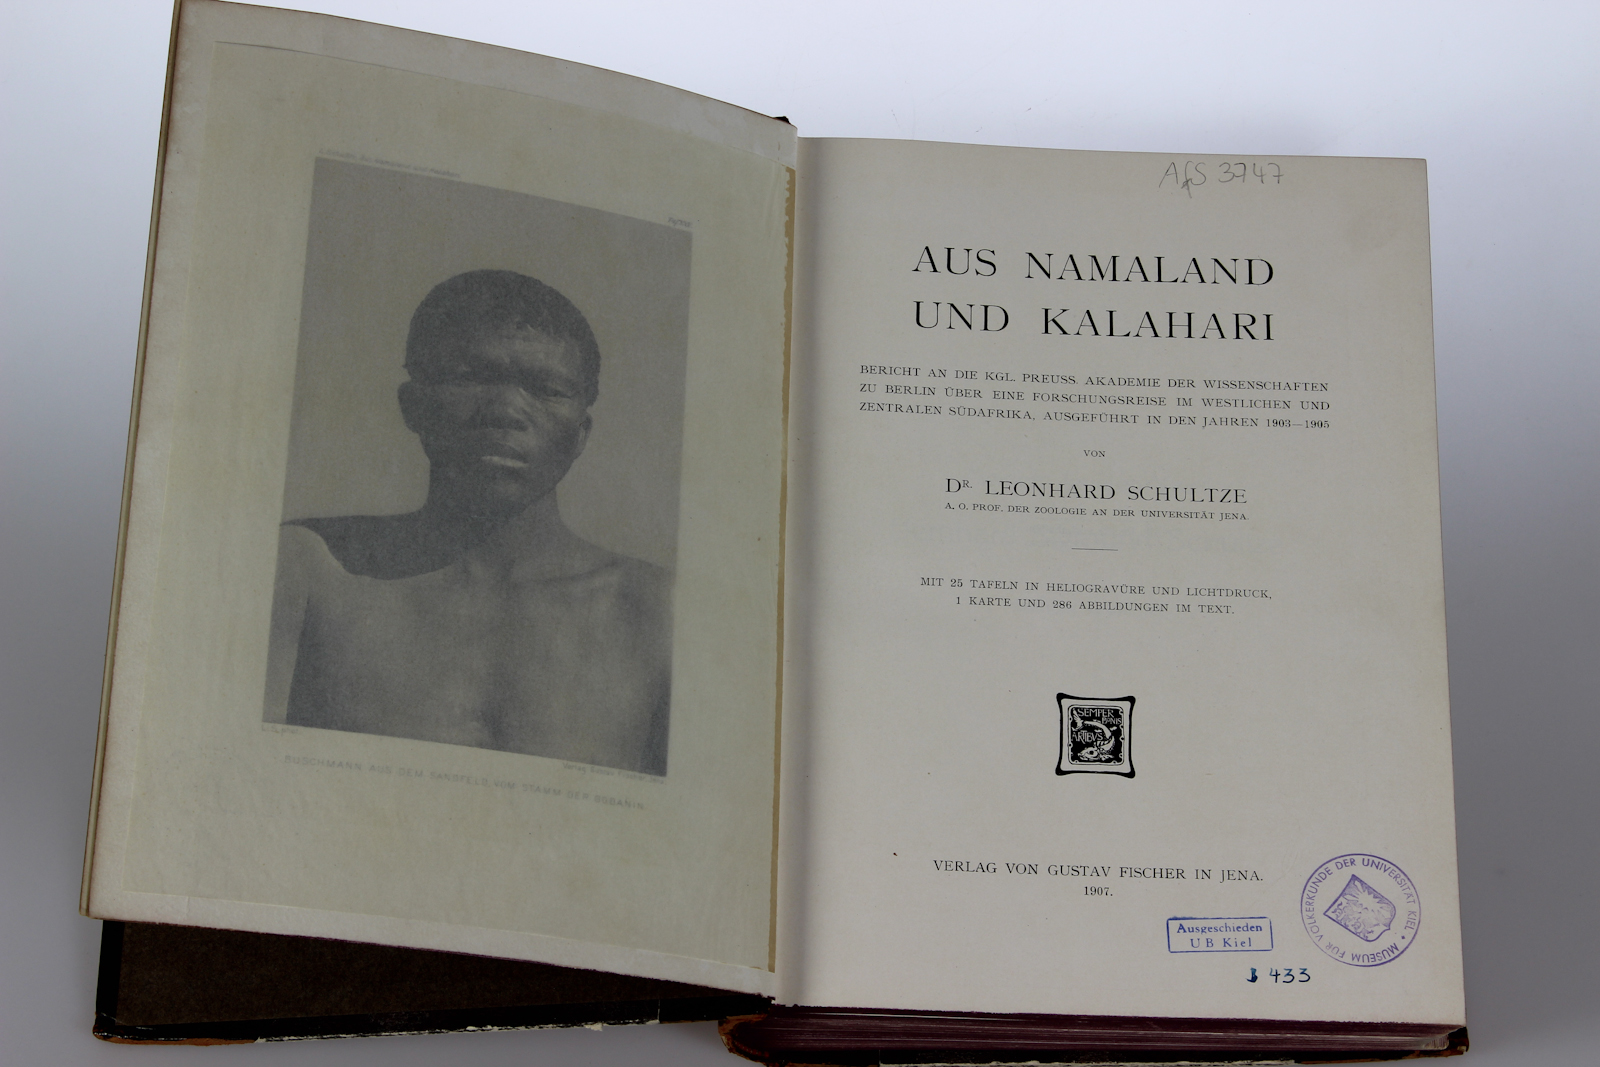 BUSCHMANN AUS DEM SANDFELD VOM STAMM DER
AfS 3747
AUS NAMALAND
UND KALAHARI
BERICHT AN DIE KGL. PREUSS. AKADEMIE DER WISSENSCHAFTEN
ZU BERLIN ÜBER EINE FORSCHUNGSREISE IM WESTLICHEN UND
ZENTRALEN SÜDAFRIKA, AUSGEFÜHRT IN DEN JAHREN 1903—1905
VON
DR. LEONHARD SCHULTZE
A. O. PROF. DER ZOOLOGIE AN DER UNIVERSITÄT JENA.
MIT 25 TAFELN IN HELIOGRAVÜRE UND LICHTDRUCK,
1 KARTE UND 286 ABBILDUNGEN IM TEXT.
SEMPER
BONIS
ARTIBVS
VERLAG VON GUSTAV FISCHER IN JENA.
1907.
MUSEUM FÜR VÖLKERKUNDE DER UNIVERSITÄT KIEL
Ausgeschieden
UB Kiel
433